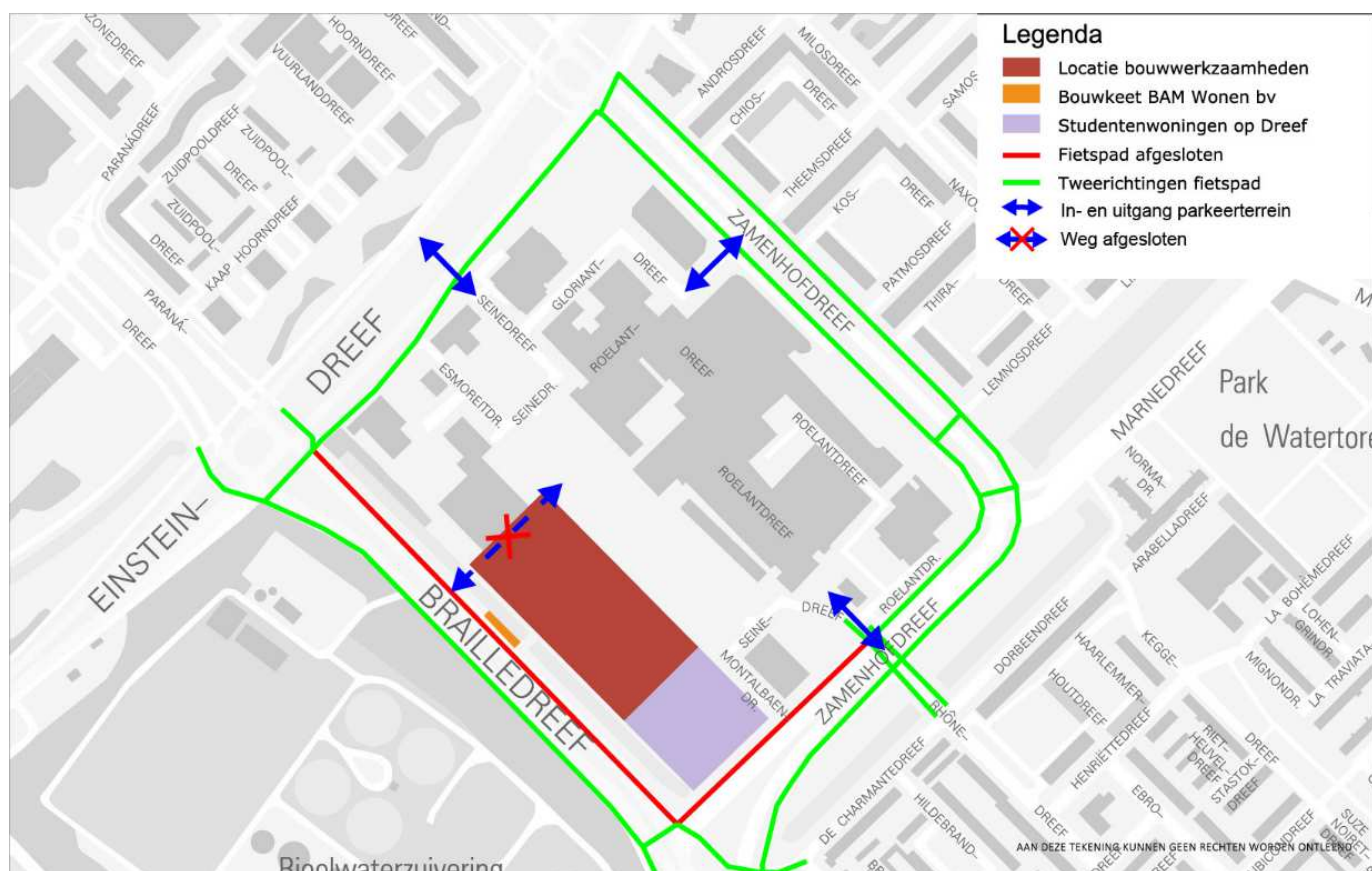 Legenda
Locatie bouwwerkzaamheden
Bouwkeet BAM Wonen bv
Studentenwoningen op Dreef
Fietspad afgesloten
Tweerichtingen fietspad
In- en uitgang parkeerterrein
Weg afgesloten
ZONEDREEF
PARANÁDREEF
HOORNDREEF
VUURLANDDREEF
ZUIDPOOLDREEF
ZUIDPOOL–
DREEF
ZUIDPOOL–
DREEF
KAAP HOORNDREEF
PARANÁ–
DREEF
ANDROSDREEF
MILOSDREEF
CHIOS–
DREEF
SAMOS
THEEMSDREEF
KOS–
DREEF
NAXOS
PATMOSDREEF
THIRA–
DREEF
LEMNOSDREEF
ZAMENHOFDREEF
MARNEDREEF
Park
de Watertore
DREEF
SEINEDREEF
GLORIANT–
DREEF
ROELANT–
DREEF
ESMOREITDR.
SEINEDR.
ROELANTDREEF
ROELANTDREEF
ROELANTDREEF
ROELANTDR.
EINSTEIN–
BRAILLEDREEF
SEINE–
DREEF
MONTALBAEN
DR.
ZAMENHOFDREEF
NORMA–
DR.
ARABELLADREEF
LA BOHÈMEDREEF
LOHEN–
GRINDR.
LA TRAVIATA–
MIGNONDR.
KEGGE–
DREEF
DORBEENDREEF
HAARLEMMER–
HOUTDREEF
HENRIËTTEDREEF
RIET–
HEUVEL–
DREEF
STASTOK–
DREEF
RHÔNE–
DREEF
EBRO–
DE CHARMANTEDREEF
HILDEBRAND–
AAN DEZE TEKENING KUNNEN GEEN RECHTEN WORDEN ONTLEEND
Rioolwaterzuivering